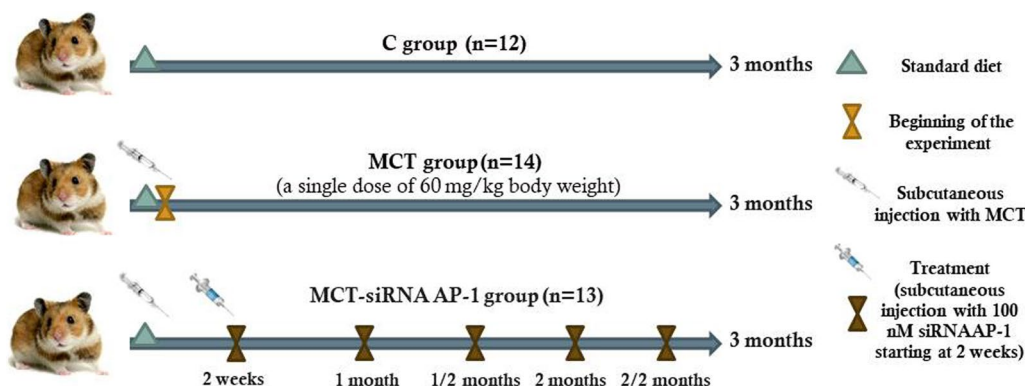 C group (n=12)
3 months
MCT group (n=14)
(a single dose of 60 mg/kg body weight)
3 months
MCT-siRNA AP-1 group (n=13)
3 months
2 weeks
1 month
1/2 months
2 months
2/2 months
Standard diet
Beginning of the
experiment
Subcutaneous
injection with MCT
Treatment
(subcutaneous
injection with 100
nM siRNAAP-1
starting at 2 weeks)